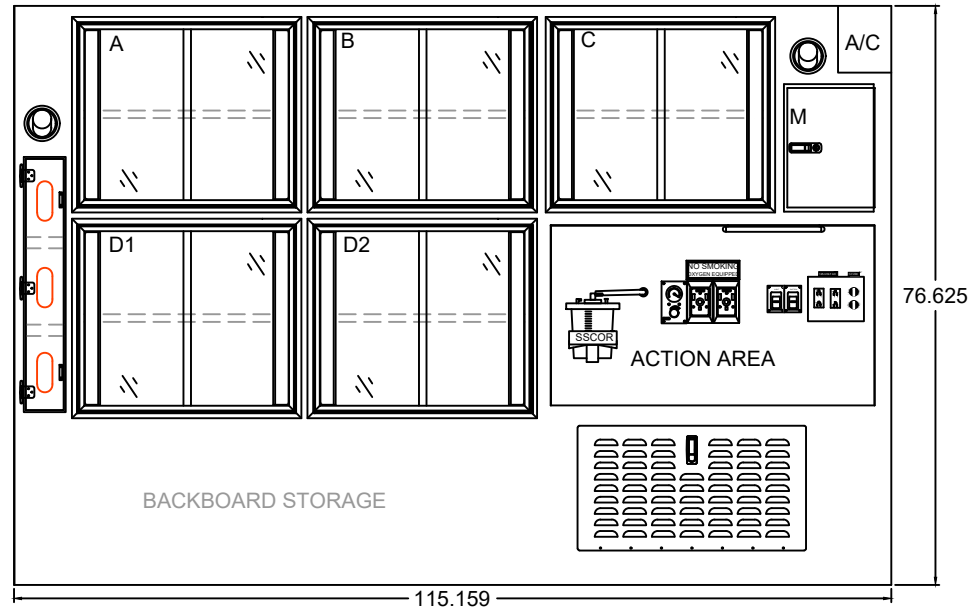 A
B
C
A/C
M
D1
D2
NO SMOKING
OXYGEN EQUIPPED
SSCOR
ACTION AREA
76.625
BACKBOARD STORAGE
115.159